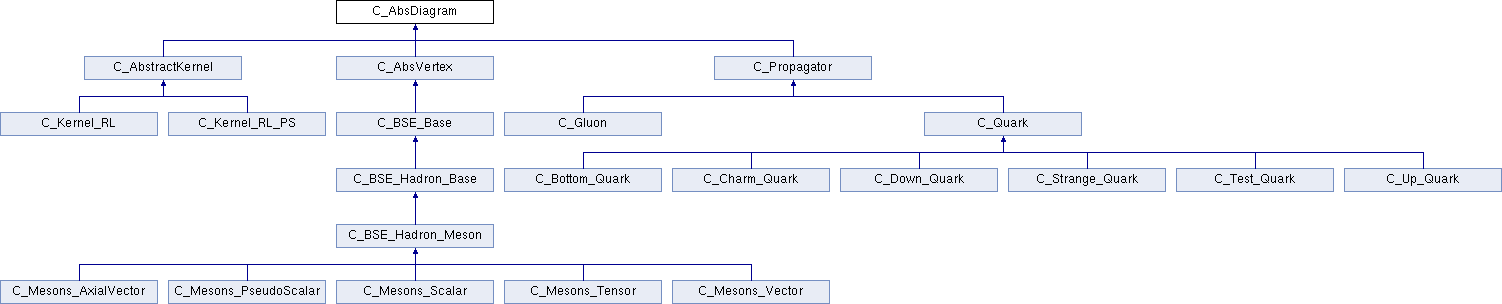 C_AbsDiagram
C_AbstractKernel
C_AbsVertex
C_Propagator
C_Kernel_RL
C_Kernel_RL_PS
C_BSE_Base
C_Gluon
C_Quark
C_BSE_Hadron_Base
C_Bottom_Quark
C_Charm_Quark
C_Down_Quark
C_Strange_Quark
C_Test_Quark
C_Up_Quark
C_BSE_Hadron_Meson
C_Mesons_AxialVector
C_Mesons_PseudoScalar
C_Mesons_Scalar
C_Mesons_Tensor
C_Mesons_Vector